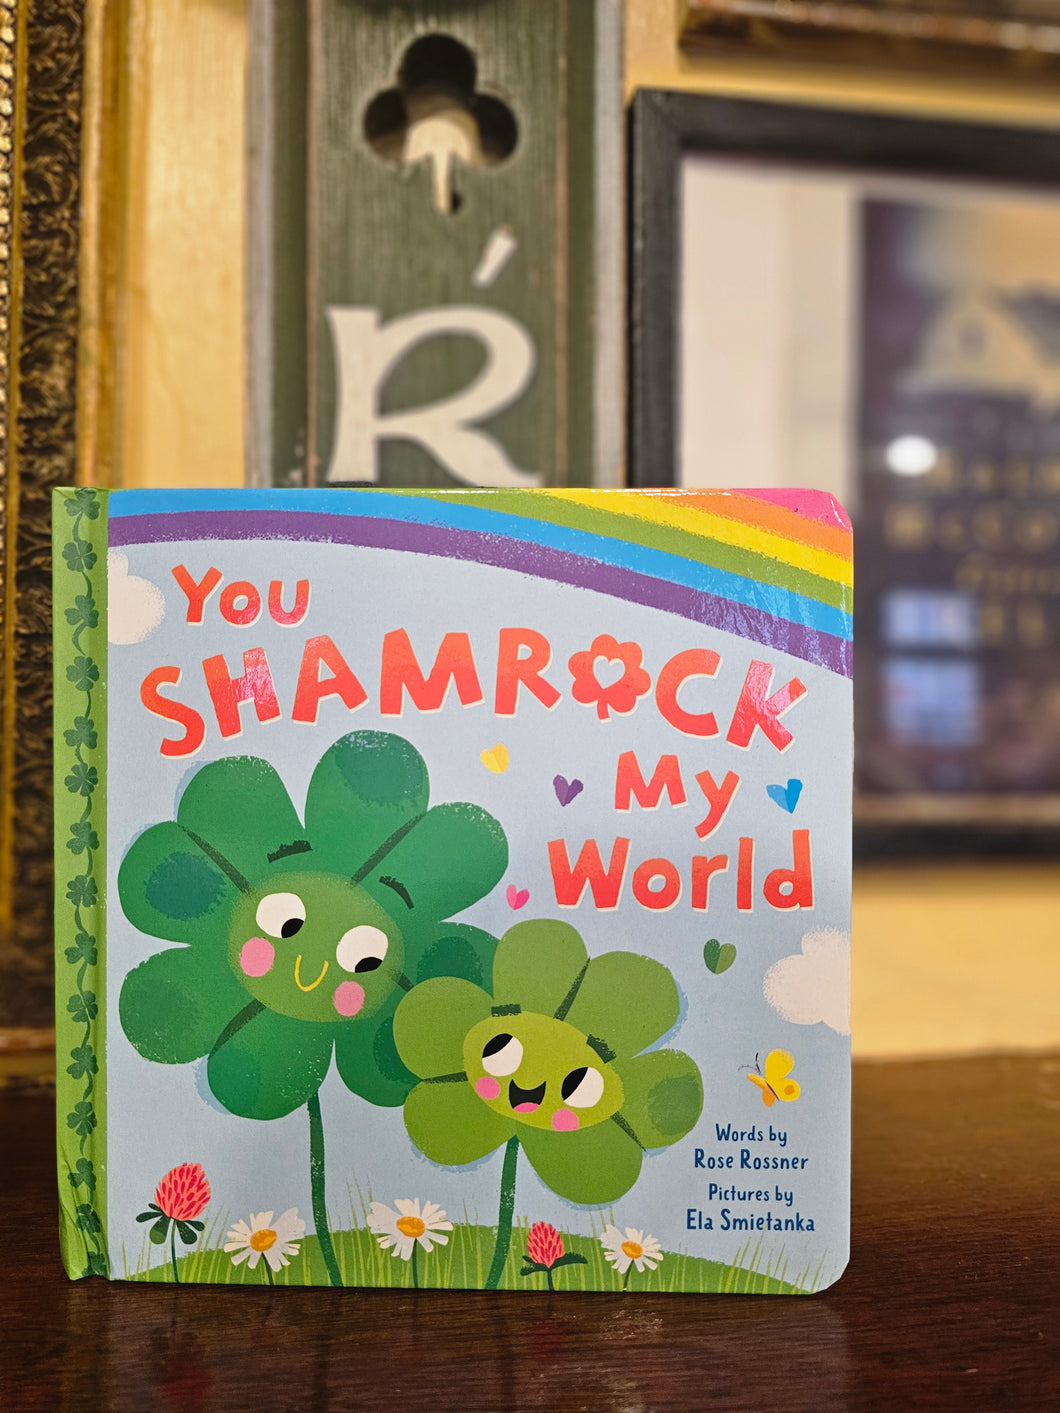 Ŕ
You
SHAMROCK
My
World
Words by
Rose Rossner
Pictures by
Ela Smietanka